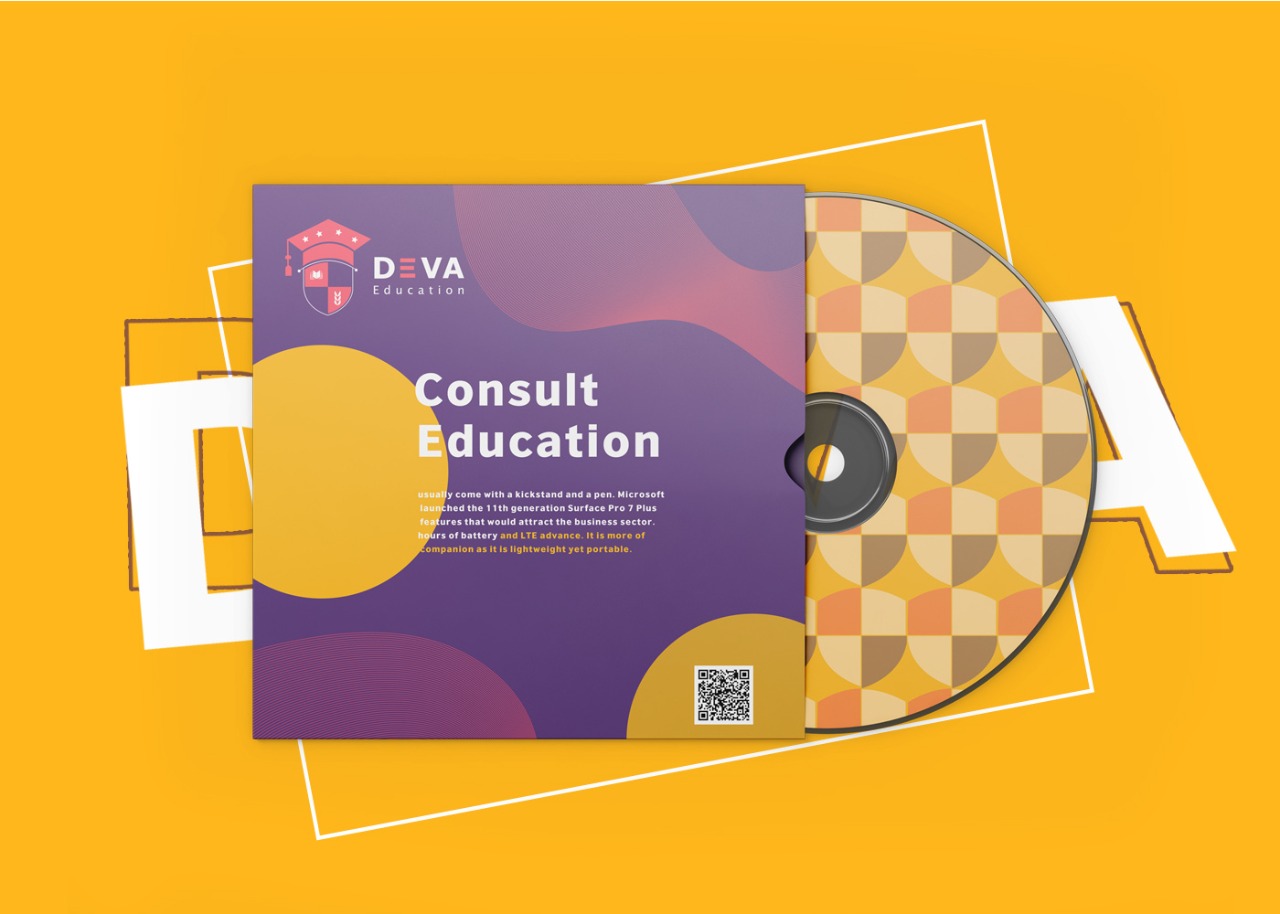 DEVA
Education
Consult
Education
usually come with a kickstand and a pen. Microsoft
launched the 11th generation Surface Pro 7 Plus
features that would attract the business sector.
hours of battery and LTE advance. It is more of
companion as it is lightweight yet portable.
D
A